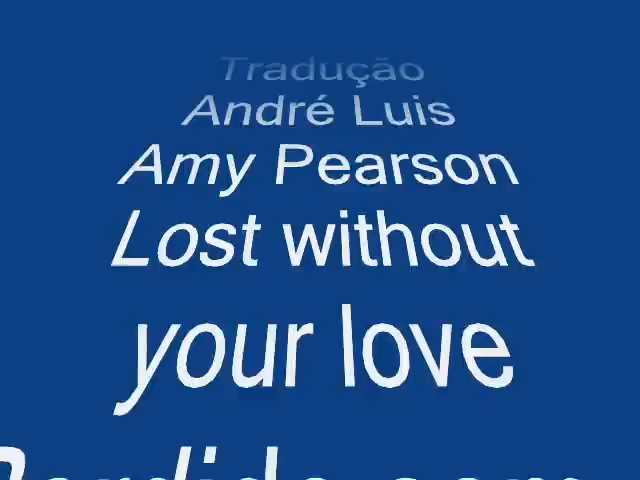 Tradução
André Luis
Amy Pearson
Lost without
your love